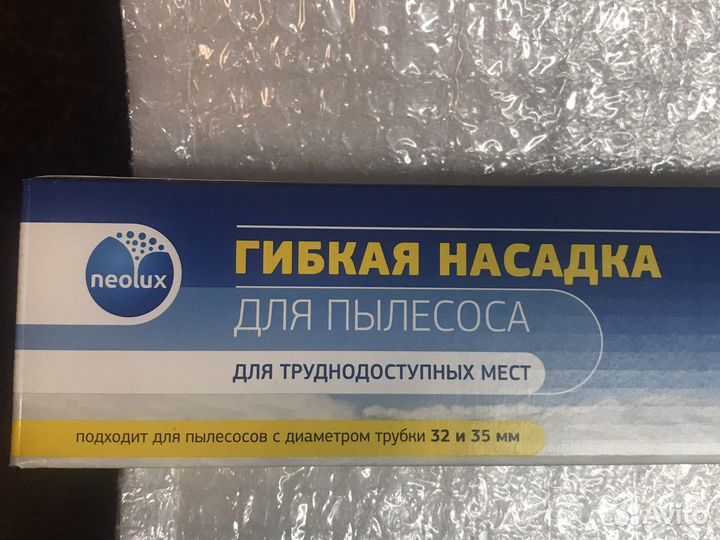 neolux
ГИБКАЯ НАСАДКА
ДЛЯ ПЫЛЕСОСА
ДЛЯ ТРУДНОДОСТУПНЫХ МЕСТ
подходит для пылесосов с диаметром трубки 32 и 35 мм
Avito